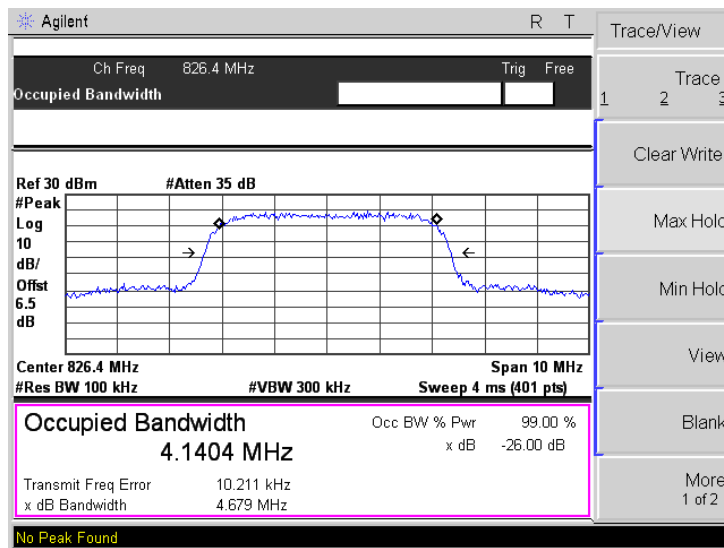 Agilent R T
Trace/View
Ch Freq 826.4 MHz Trig Free
Occupied Bandwidth
Trace
1 2 3
Clear Write
Ref 30 dBm #Atten 35 dB
#Peak
Log
10
dB/
Offst
6.5
dB
Max Hold
Min Hold
View
Center 826.4 MHz Span 10 MHz
#Res BW 100 kHz #VBW 300 kHz Sweep 4 ms (401 pts)
Occupied Bandwidth Occ BW % Pwr 99.00 %
4.1404 MHz x dB -26.00 dB
Blank
Transmit Freq Error 10.211 kHz
x dB Bandwidth 4.679 MHz
More
1 of 2
No Peak Found